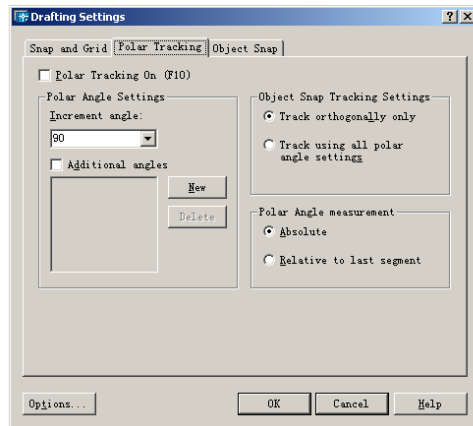 Drafting Settings
Snap and Grid
Polar Tracking
Object Snap
Polar Tracking On (F10)
Polar Angle Settings
Increment angle:
90
Additional angles
New
Delete
Object Snap Tracking Settings
Track orthogonally only
Track using all polar
angle settings
Polar Angle measurement
Absolute
Relative to last segment
Options...
OK
Cancel
Help